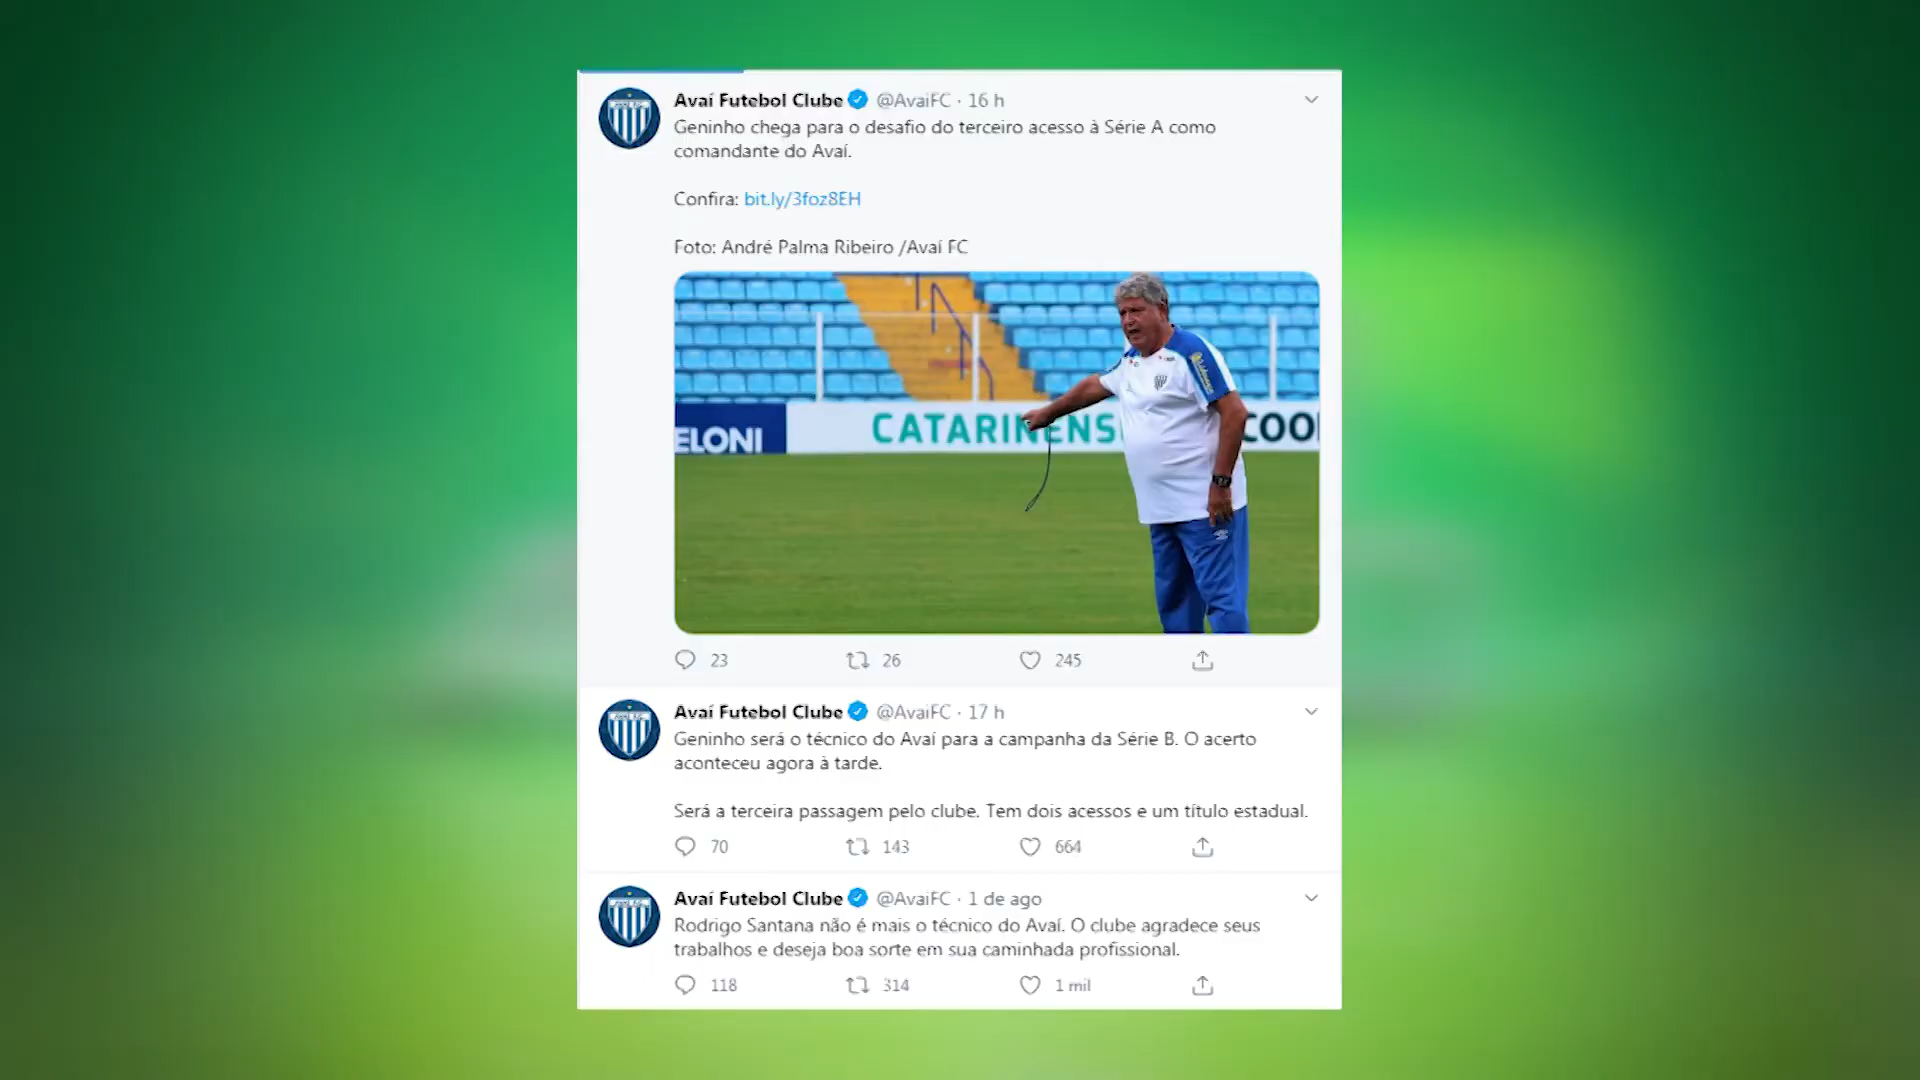 Avaí Futebol Clube @AvaiFC · 16 h
Geninho chega para o desafio do terceiro acesso à Série A como
comandante do Avaí.
Confira: bit.ly/3foz8EH
Foto: André Palma Ribeiro /Avaí FC
ELONI
CATARINENS
COO
23 26 245
Avaí Futebol Clube @AvaiFC · 17 h
Geninho será o técnico do Avaí para a campanha da Série B. O acerto
aconteceu agora à tarde.
Será a terceira passagem pelo clube. Tem dois acessos e um título estadual.
70 143 664
Avaí Futebol Clube @AvaiFC · 1 de ago
Rodrigo Santana não é mais o técnico do Avaí. O clube agradece seus
trabalhos e deseja boa sorte em sua caminhada profissional.
118 314 1 mil